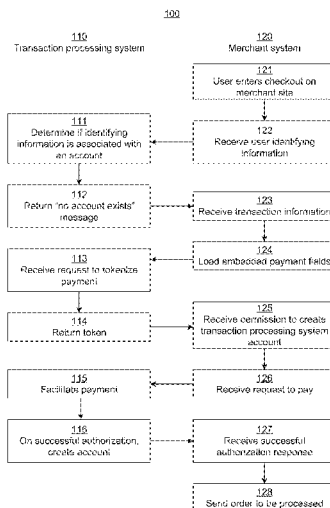 100
110
Transaction processing system
120
Merchant system
121
User enters checkout on
merchant site
111
Determine if identifying
information is associated with
an account
122
Receive user identifying
information
112
Return "no account exists"
message
123
Receive transaction information
124
Load embedded payment fields
113
Receive request to tokenize
payment
114
Return token
125
Receive permission to create
transaction processing system
account
115
Facilitate payment
126
Receive request to pay
116
On successful authorization,
create account
127
Receive successful
authorization response
128
Send order to be processed